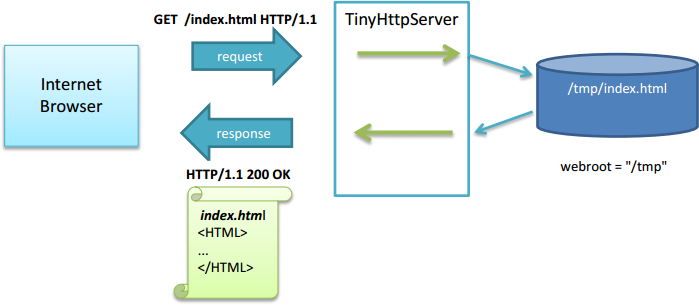 GET /index.html HTTP/1.1
TinyHttpServer
request
Internet
Browser
/tmp/index.html
response
webroot = "/tmp"
HTTP/1.1 200 OK
index.html
<HTML>
...
</HTML>